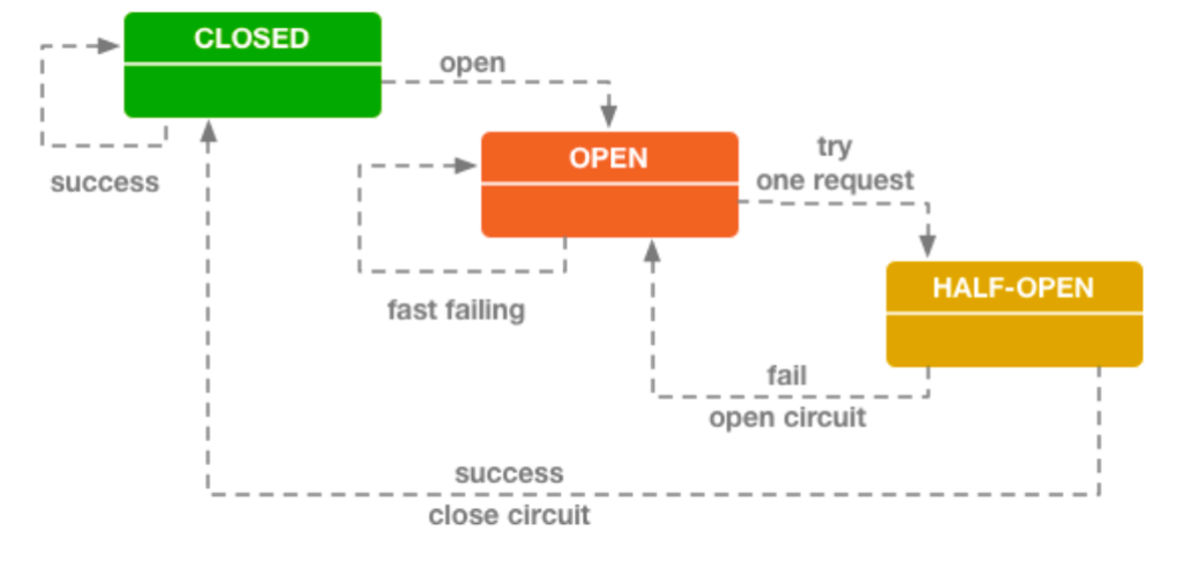 CLOSED
open
success
OPEN
try
one request
fast failing
HALF-OPEN
fail
open circuit
success
close circuit